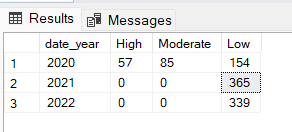 Results Messages
date_year High Moderate Low
1 2020 57 85 154
2 2021 0 0 365
3 2022 0 0 339